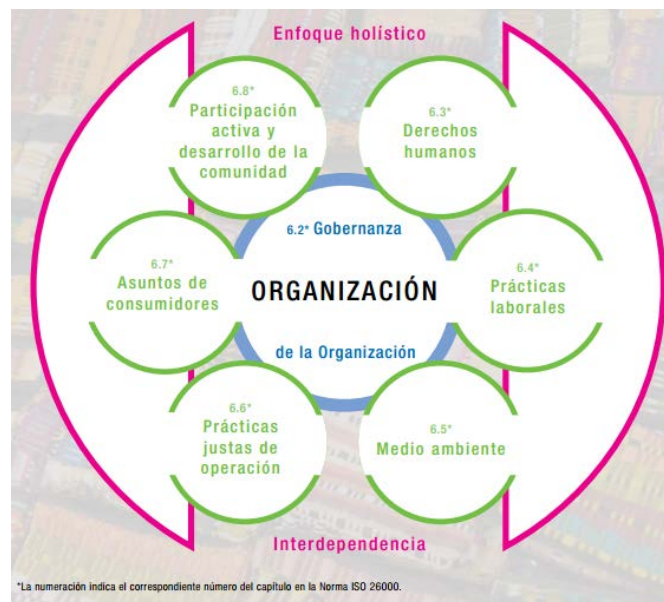 Enfoque holístico
6.8*
Participación
activa y
desarrollo de la
comunidad
6.3*
Derechos
humanos
6.2* Gobernanza
ORGANIZACIÓN
de la Organización
6.7*
Asuntos de
consumidores
6.4*
Prácticas
laborales
6.6*
Prácticas
justas de
operación
6.5*
Medio ambiente
Interdependencia
*La numeración indica el correspondiente número del capítulo en la Norma ISO 26000.